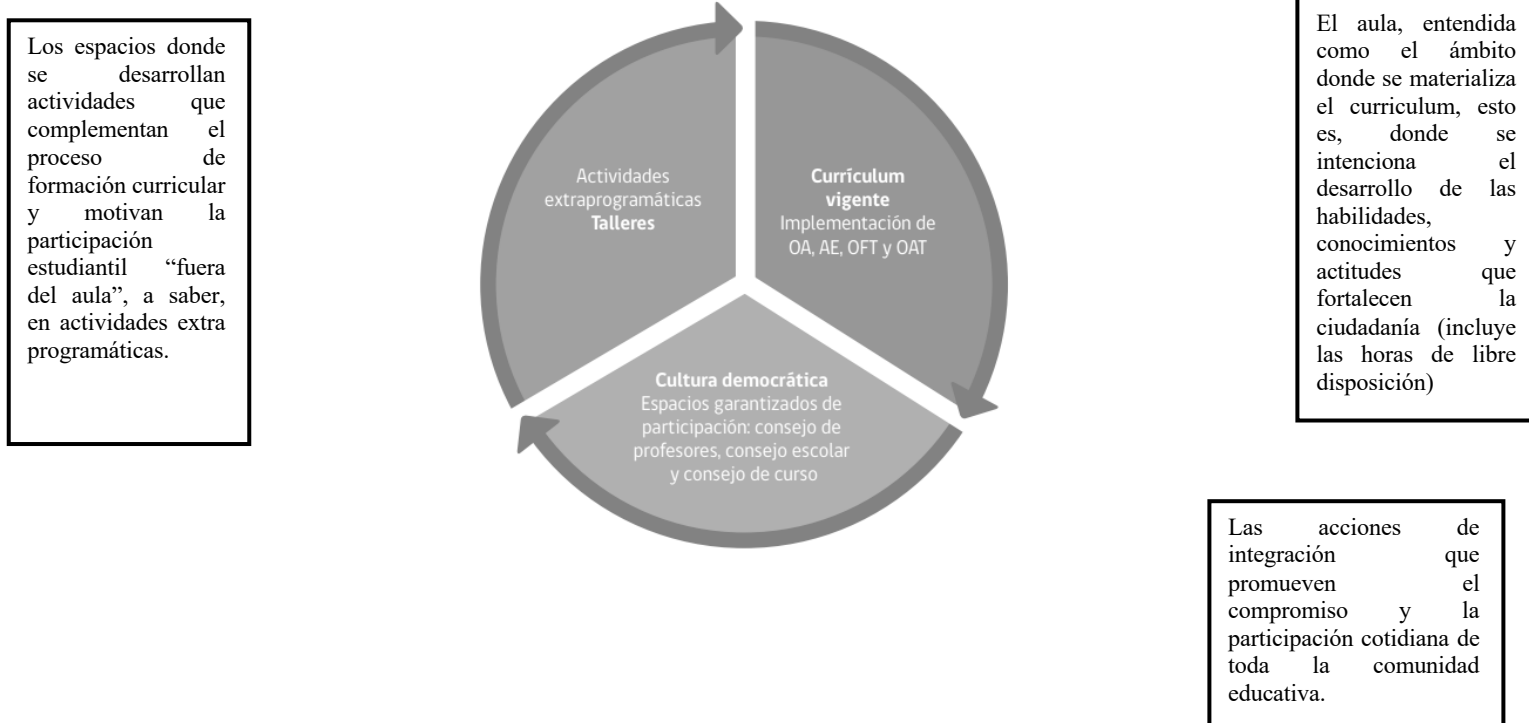 Los espacios donde
se desarrollan
actividades que
complementan el
proceso de
formación curricular
y motivan la
participación
estudiantil “fuera
del aula”, a saber,
en actividades extra
programáticas.
Actividades
extraprogramáticas
Talleres
Currículum
vigente
Implementación de
OA, AE, OFT y OAT
Cultura democrática
Espacios garantizados de
participación: consejo de
profesores, consejo escolar
y consejo de curso
El aula, entendida
como el ámbito
donde se materializa
el curriculum, esto
es, donde se
intenciona el
desarrollo de las
habilidades,
conocimientos y
actitudes que
fortalecen la
ciudadanía (incluye
las horas de libre
disposición)
Las acciones de
integración que
promueven el
compromiso y la
participación cotidiana de
toda la comunidad
educativa.